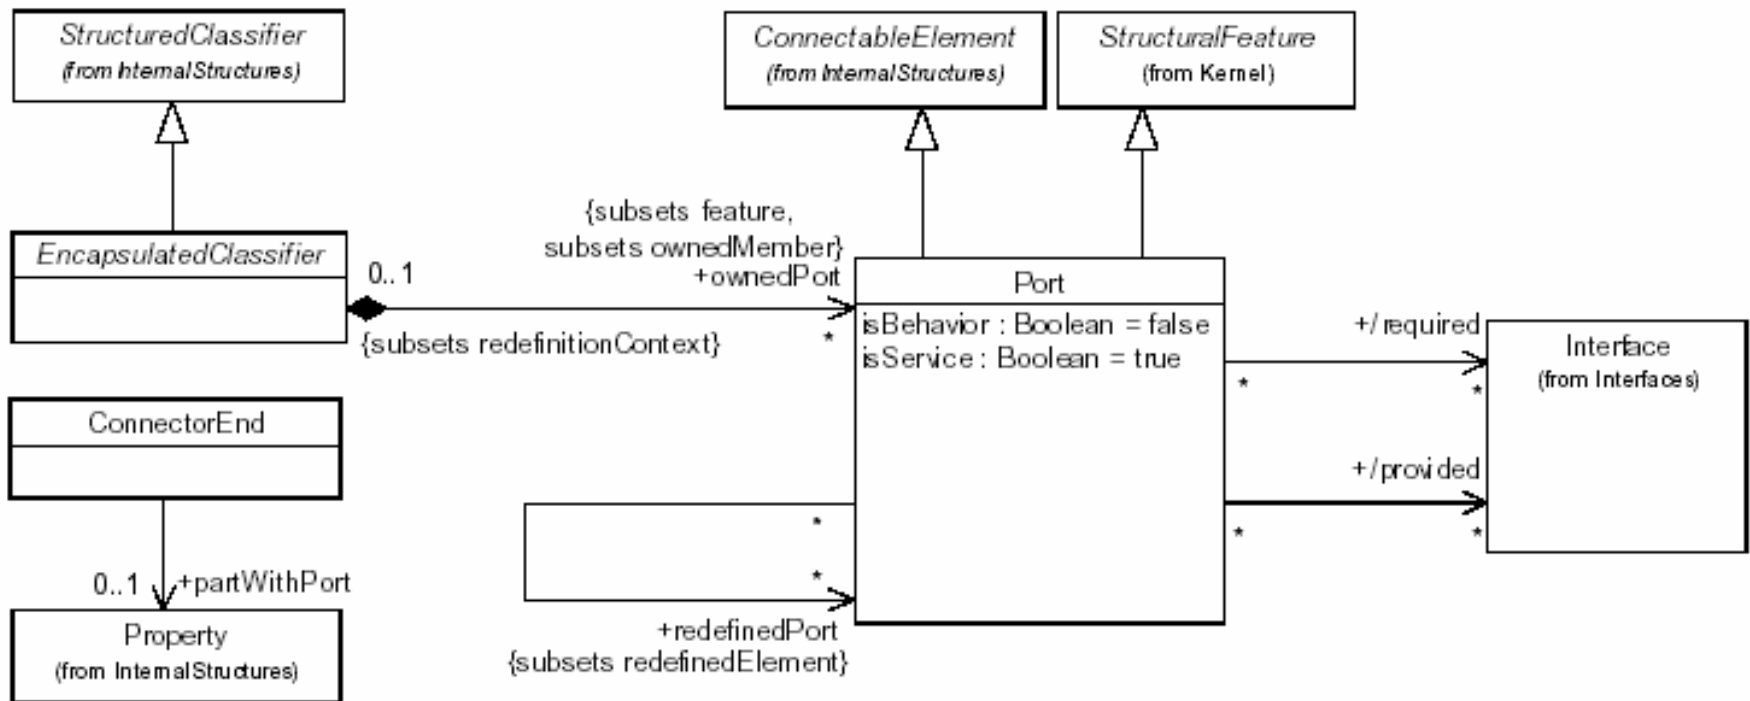 StructuredClassifier
(from InternalStructures)
ConnectableElement
(from InternalStructures)
StructuralFeature
(from Kernel)
EncapsulatedClassifier
0..1
{subsets feature,
subsets ownedMember}
+ownedPort
{subsets redefinitionContext}
*
Port
isBehavior : Boolean = false
isService : Boolean = true
+/required
*
*
Interface
(from Interfaces)
+/provided
*
*
ConnectorEnd
0..1
+partWithPort
Property
(from InternalStructures)
*
*
+redefinedPort
{subsets redefinedElement}